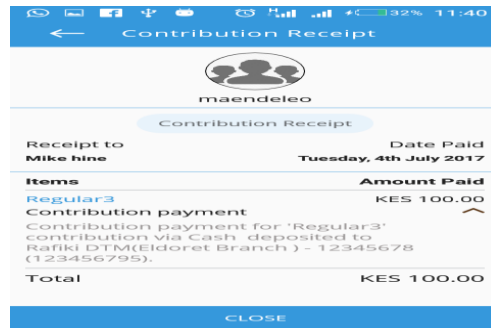 H 32% 11:40
Contribution Receipt
maendeleo
Contribution Receipt
Receipt to Date Paid
Mike hine Tuesday, 4th July 2017
Items Amount Paid
Regular3 KES 100.00
Contribution payment
Contribution payment for 'Regular3'
contribution via Cash deposited to
Rafiki DTM(Eldoret Branch ) - 12345678
(123456795).
Total KES 100.00
CLOSE